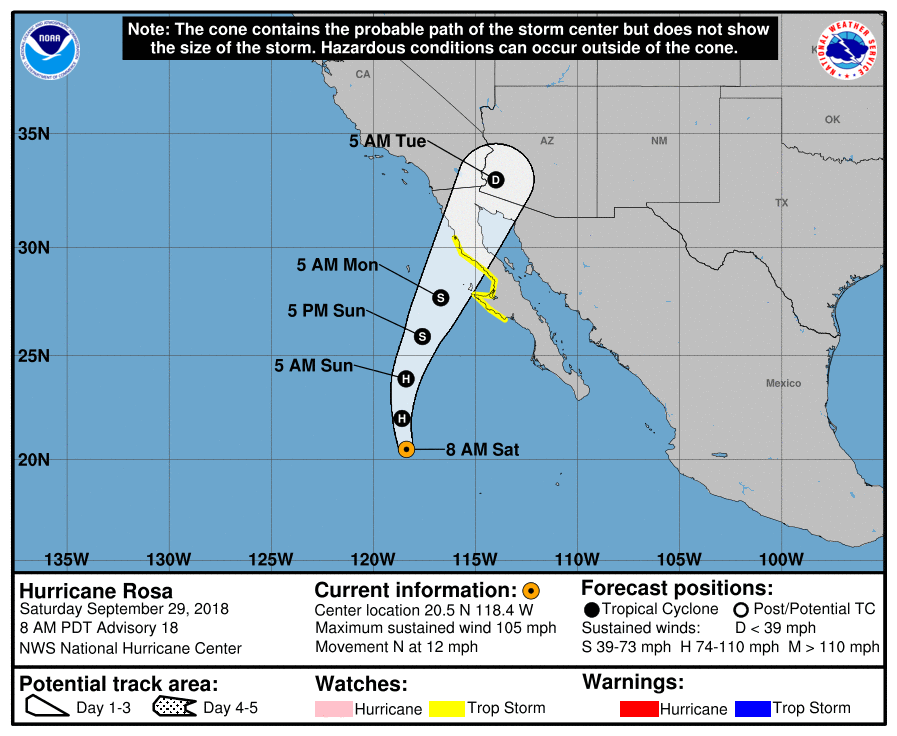 Note: The cone contains the probable path of the storm center but does not show
the size of the storm. Hazardous conditions can occur outside of the cone.
NOAA
NATIONAL WEATHER SERVICE
CA
OK
35N
5 AM Tue
AZ
NM
D
TX
30N
5 AM Mon
S
5 PM Sun
S
25N
5 AM Sun
H
Mexico
H
8 AM Sat
20N
135W
130W
125W
120W
115W
110W
105W
100W
Hurricane Rosa
Saturday September 29, 2018
8 AM PDT Advisory 18
NWS National Hurricane Center
Current information:
Center location 20.5 N 118.4 W
Maximum sustained wind 105 mph
Movement N at 12 mph
Forecast positions:
Tropical Cyclone Post/Potential TC
Sustained winds: D < 39 mph
S 39-73 mph H 74-110 mph M > 110 mph
Potential track area:
Day 1-3 Day 4-5
Watches:
Hurricane Trop Storm
Warnings:
Hurricane Trop Storm